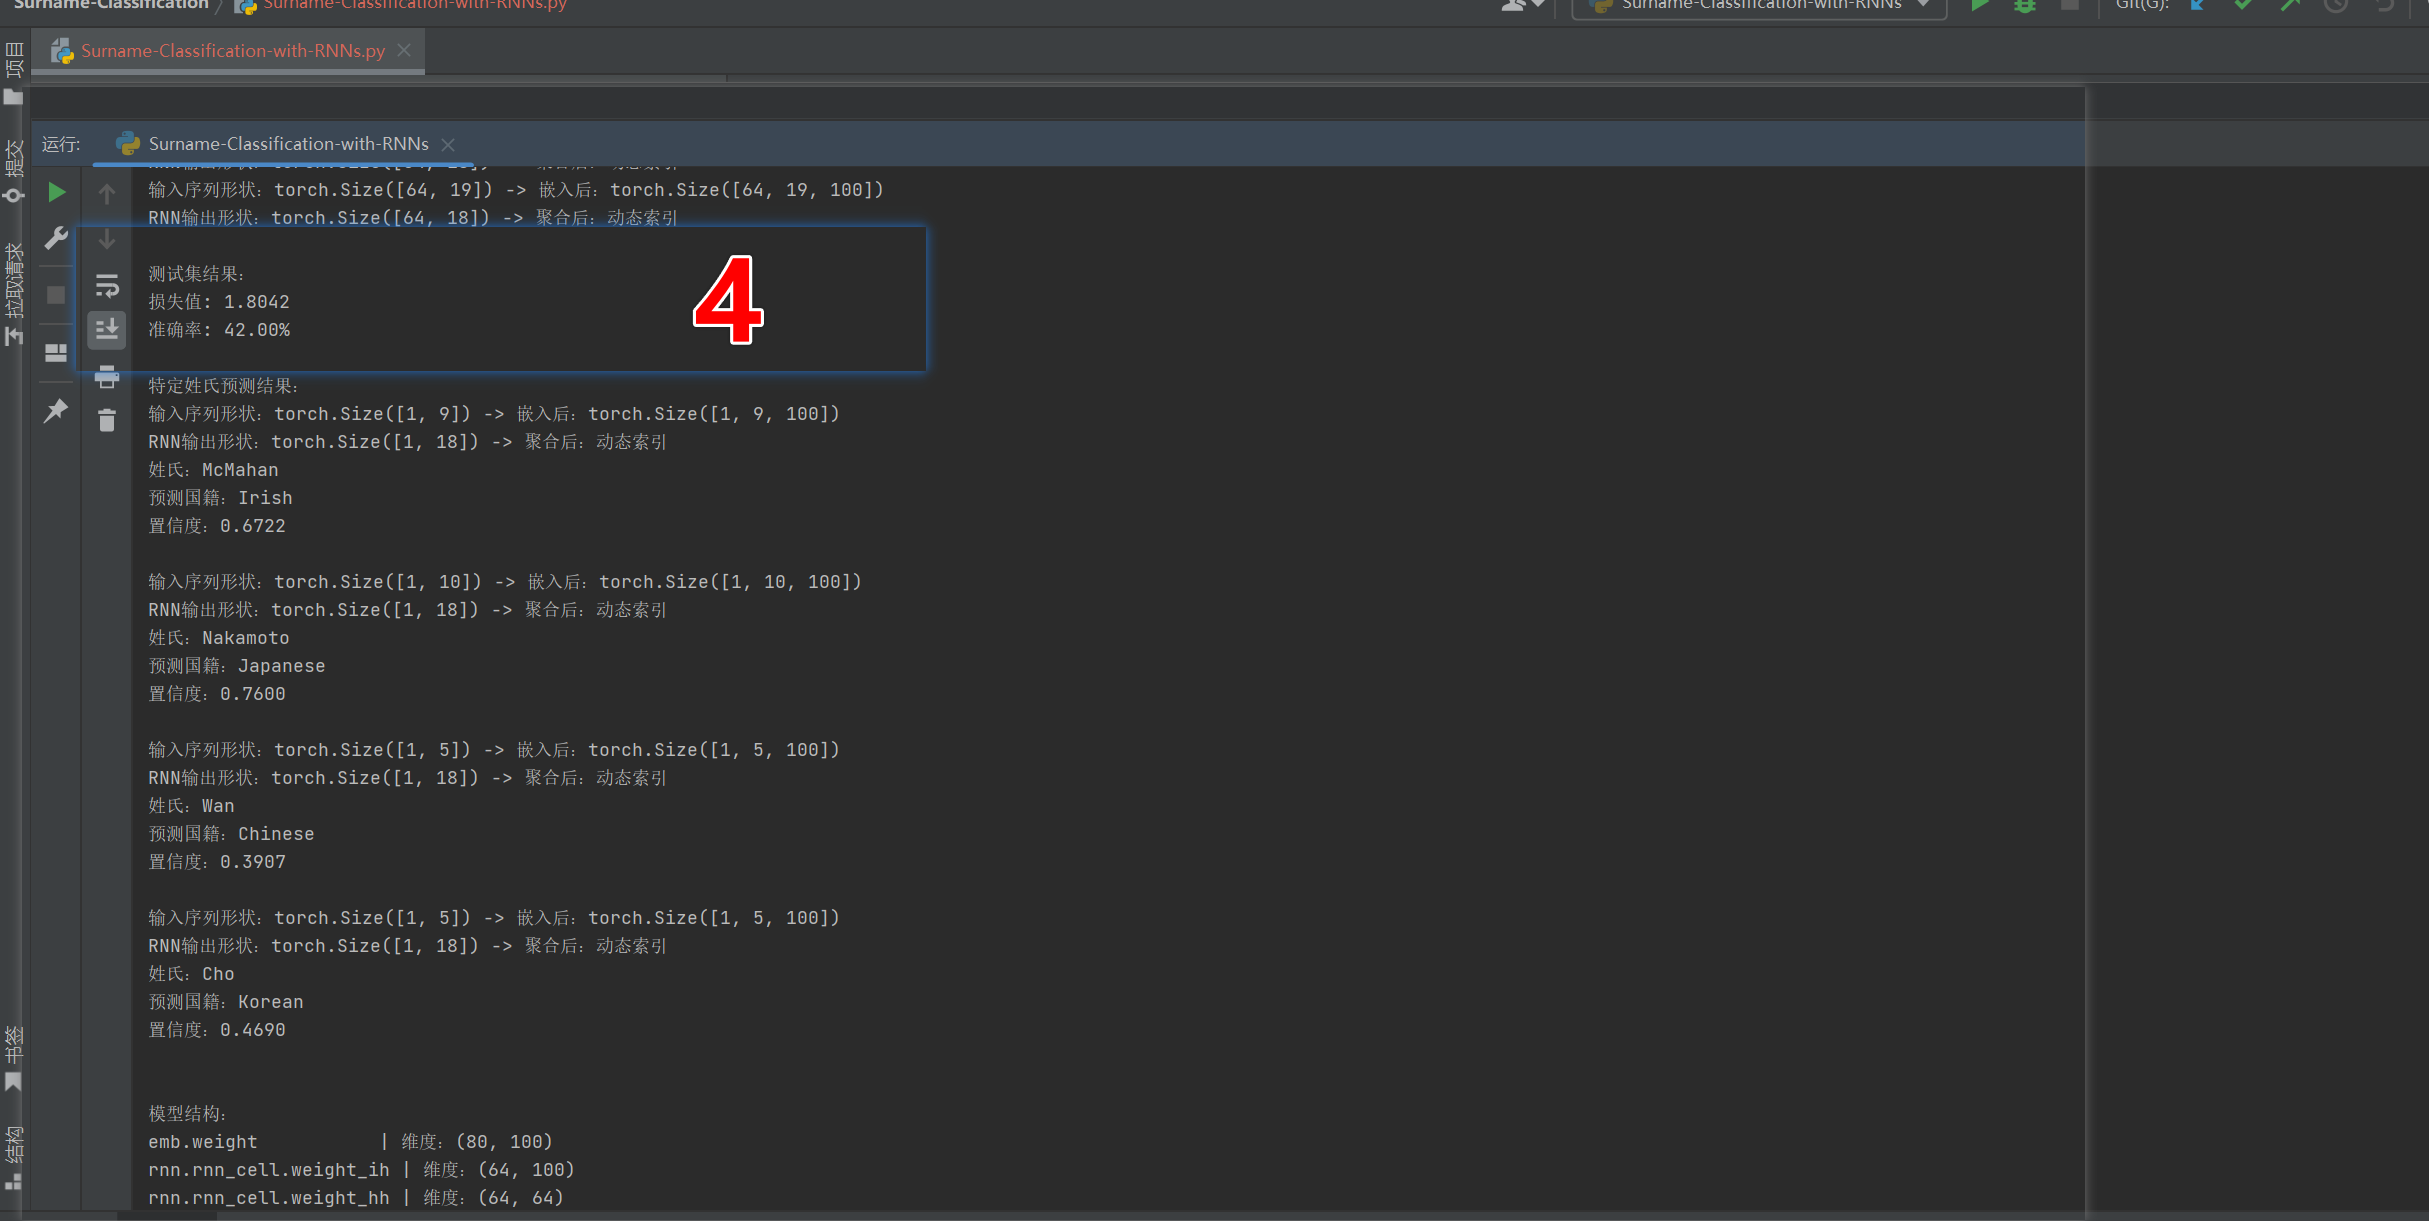 Surname-Classification
Surname-Classification-with-RNNs.py
Surname-Classification-with-RNNs
Git(G):
Surname-Classification-with-RNNs.py
项目
提交
拉取请求
书签
结构
运行:
Surname-Classification-with-RNNs
输入序列形状: torch.Size([64, 19]) -> 嵌入后: torch.Size([64, 19, 100])
RNN输出形状: torch.Size([64, 18]) -> 聚合后: 动态索引
测试集结果:
损失值: 1.8042
准确率: 42.00%
4
特定姓氏预测结果:
输入序列形状: torch.Size([1, 9]) -> 嵌入后: torch.Size([1, 9, 100])
RNN输出形状: torch.Size([1, 18]) -> 聚合后: 动态索引
姓氏: McMahan
预测国籍: Irish
置信度: 0.6722
输入序列形状: torch.Size([1, 10]) -> 嵌入后: torch.Size([1, 10, 100])
RNN输出形状: torch.Size([1, 18]) -> 聚合后: 动态索引
姓氏: Nakamoto
预测国籍: Japanese
置信度: 0.7600
输入序列形状: torch.Size([1, 5]) -> 嵌入后: torch.Size([1, 5, 100])
RNN输出形状: torch.Size([1, 18]) -> 聚合后: 动态索引
姓氏: Wan
预测国籍: Chinese
置信度: 0.3907
输入序列形状: torch.Size([1, 5]) -> 嵌入后: torch.Size([1, 5, 100])
RNN输出形状: torch.Size([1, 18]) -> 聚合后: 动态索引
姓氏: Cho
预测国籍: Korean
置信度: 0.4690
模型结构:
emb.weight | 维度: (80, 100)
rnn.rnn_cell.weight_ih | 维度: (64, 100)
rnn.rnn_cell.weight_hh | 维度: (64, 64)